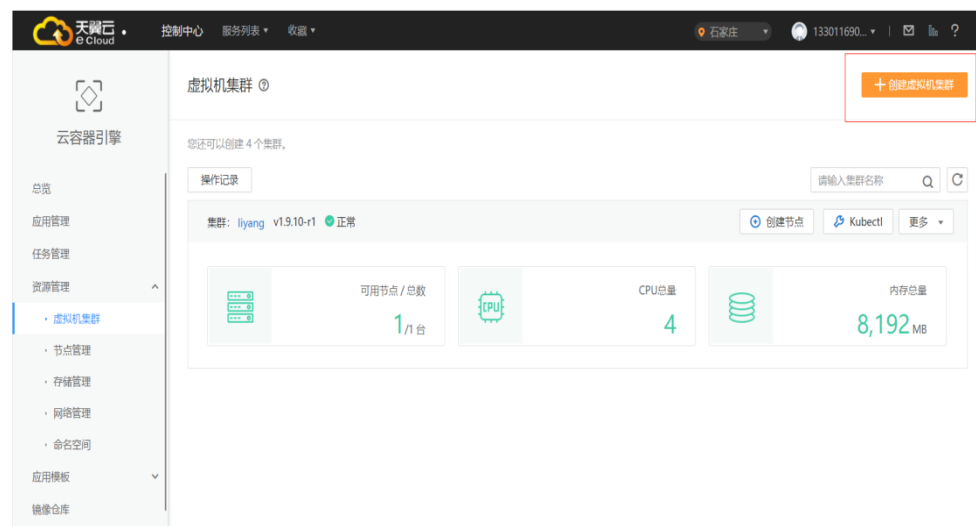 天翼云
e Cloud
控制中心 服务列表 收藏
石家庄 133011690... ?
云容器引擎
总览
应用管理
任务管理
资源管理
虚拟机集群
节点管理
存储管理
网络管理
命名空间
应用模板
镜像仓库
虚拟机集群 ?
＋创建虚拟机集群
您还可以创建 4 个集群。
操作记录 请输入集群名称
集群： liyang v1.9.10-r1 正常 创建节点 Kubectl 更多
可用节点 / 总数
1 /1 台
CPU
CPU总量
4
内存总量
8,192 MB